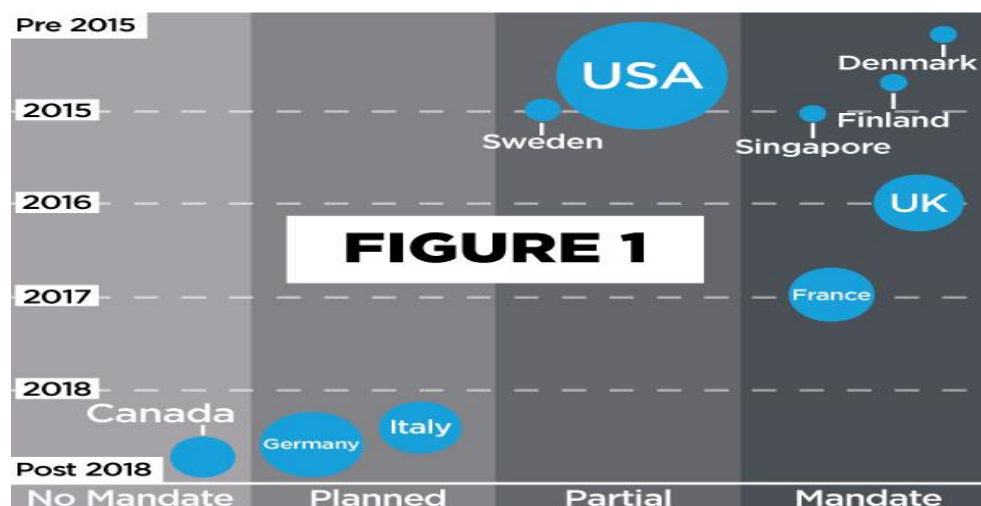 Pre 2015
USA
Denmark
2015
Sweden
Finland
Singapore
2016
UK
FIGURE 1
2017
France
2018
Canada
Italy
Germany
Post 2018
No Mandate
Planned
Partial
Mandate